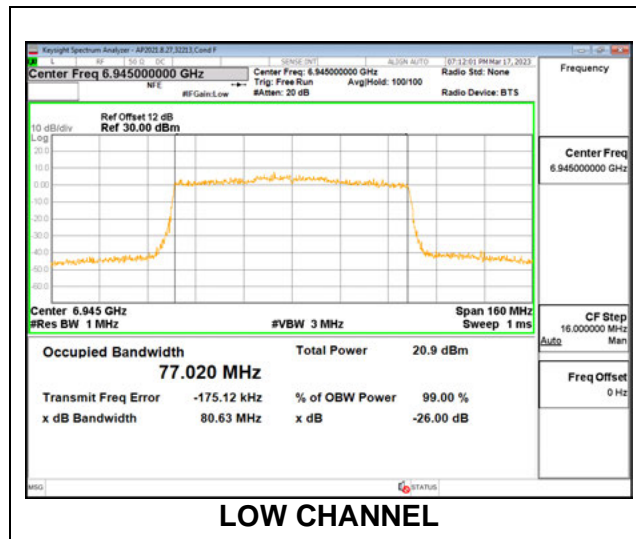 Keysight Spectrum Analyzer - AP2021.8.27,32213,Cond F
L RF 50 Ω DC SENSE:INT ALIGN AUTO 07:12:01 PM Mar 17, 2023
Center Freq 6.945000000 GHz
Center Freq: 6.945000000 GHz Radio Std: None
Frequency
NFE Trig: Free Run Avg|Hold: 100/100
#IFGain:Low #Atten: 20 dB Radio Device: BTS
Ref Offset 12 dB
10 dB/div Ref 30.00 dBm
Log
20.0
10.0
0.00
-10.0
-20.0
-30.0
-40.0
-50.0
-60.0
Center Freq
6.945000000 GHz
Center 6.945 GHz Span 160 MHz
#Res BW 1 MHz #VBW 3 MHz Sweep 1 ms
CF Step
16.000000 MHz
Auto Man
Occupied Bandwidth Total Power 20.9 dBm
77.020 MHz
Transmit Freq Error -175.12 kHz % of OBW Power 99.00 %
x dB Bandwidth 80.63 MHz x dB -26.00 dB
Freq Offset
0 Hz
MSG STATUS
LOW CHANNEL